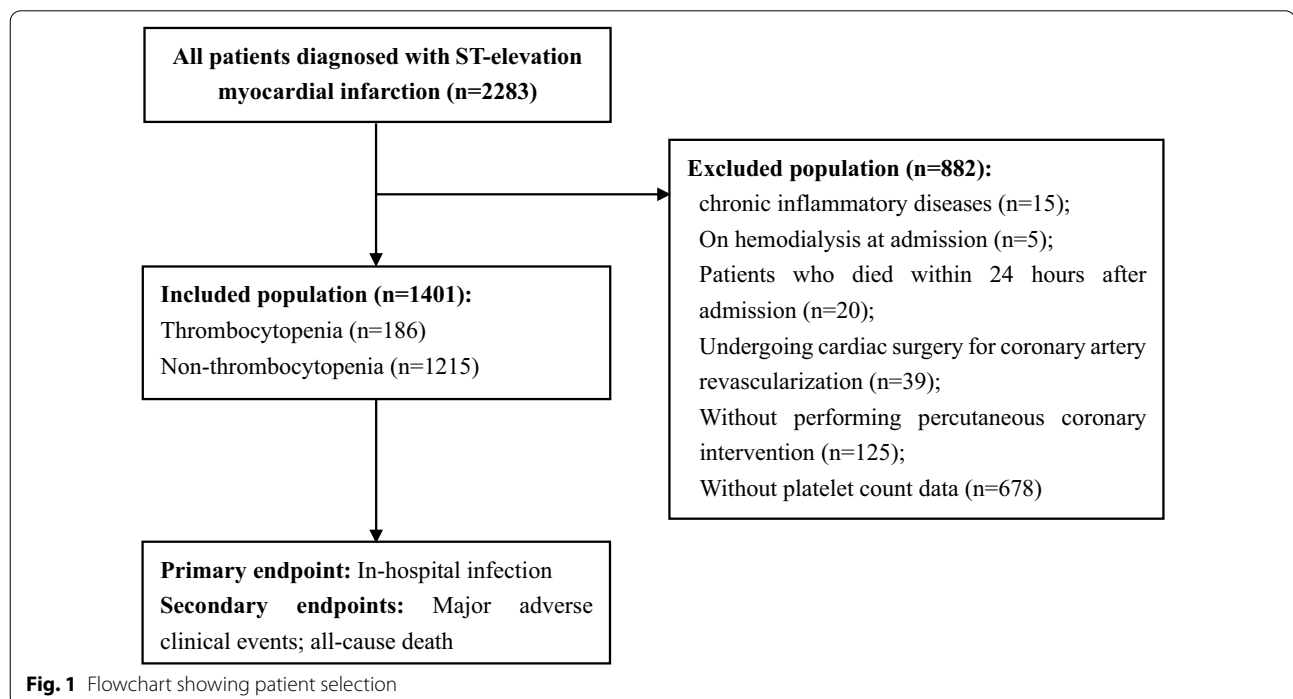 All patients diagnosed with ST-elevation
myocardial infarction (n=2283)
Excluded population (n=882):
chronic inflammatory diseases (n=15);
On hemodialysis at admission (n=5);
Patients who died within 24 hours after
admission (n=20);
Undergoing cardiac surgery for coronary artery
revascularization (n=39);
Without performing percutaneous coronary
intervention (n=125);
Without platelet count data (n=678)
Included population (n=1401):
Thrombocytopenia (n=186)
Non-thrombocytopenia (n=1215)
Primary endpoint: In-hospital infection
Secondary endpoints: Major adverse
clinical events; all-cause death
Fig. 1 Flowchart showing patient selection